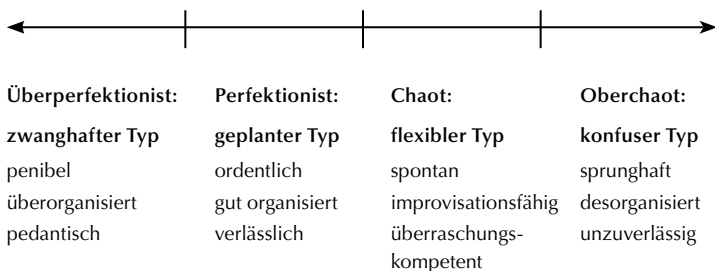 Überperfektionist:
zwanghafter Typ
penibel
überorganisiert
pedantisch
Perfektionist:
geplanter Typ
ordentlich
gut organisiert
verlässlich
Chaot:
flexibler Typ
spontan
improvisationsfähig
überraschungs-
kompetent
Oberchaot:
konfuser Typ
sprunghaft
desorganisiert
unzuverlässig